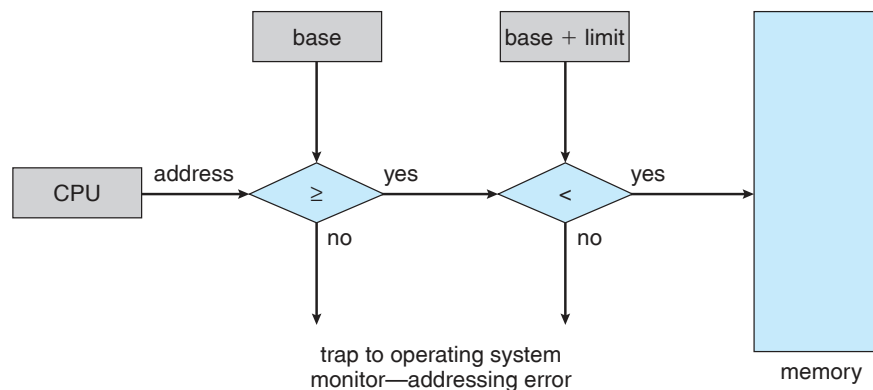 base
base + limit
CPU
address
≥
yes
<
yes
no
no
trap to operating system
monitor—addressing error
memory